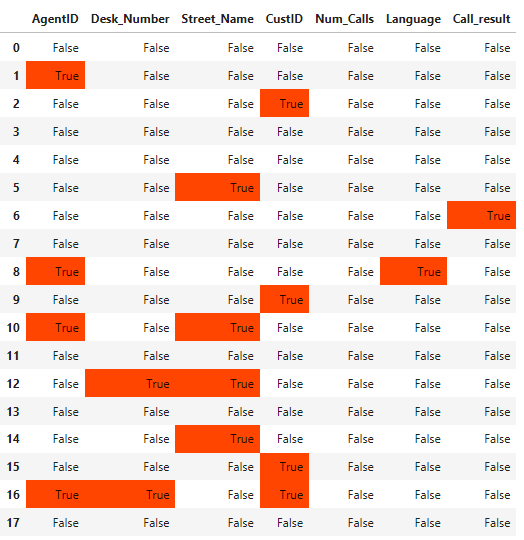 AgentID Desk_Number Street_Name CustID Num_Calls Language Call_result
0 False False False False False False False
1 True False False False False False False
2 False False False True False False False
3 False False False False False False False
4 False False False False False False False
5 False False True False False False False
6 False False False False False False True
7 False False False False False False False
8 True False False False False True False
9 False False False True False False False
10 True False True False False False False
11 False False False False False False False
12 False True True False False False False
13 False False False False False False False
14 False False True False False False False
15 False False False True False False False
16 True True False True False False False
17 False False False False False False False